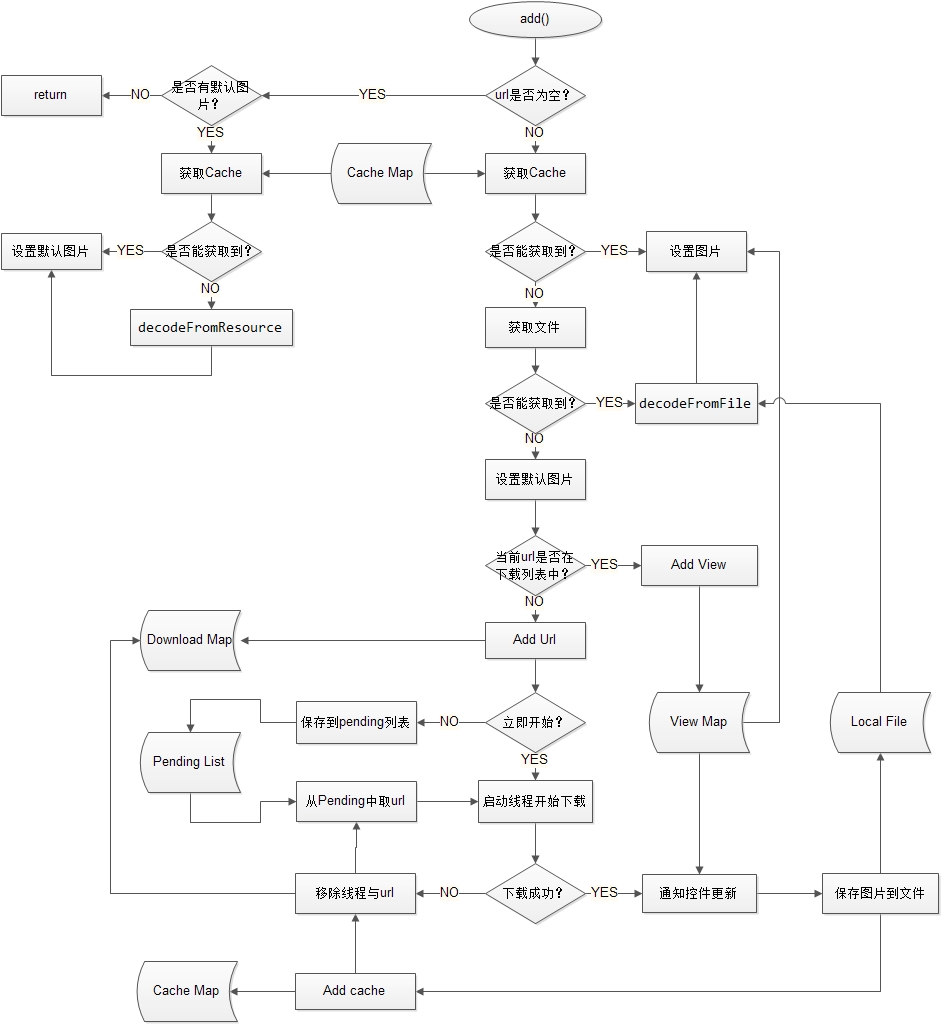 add()
return
NO
是否有默认图
片？
YES
url是否为空？
YES
NO
获取Cache
Cache Map
获取Cache
设置默认图片
YES
是否能获取到？
是否能获取到？
YES
设置图片
NO
NO
decodeFromResource
获取文件
是否能获取到？
YES
decodeFromFile
NO
设置默认图片
当前url是否在
下载列表中？
YES
Add View
NO
Download Map
Add Url
保存到pending列表
NO
立即开始？
View Map
Local File
Pending List
YES
从Pending中取url
启动线程开始下载
移除线程与url
NO
下载成功？
YES
通知控件更新
保存图片到文件
Cache Map
Add cache